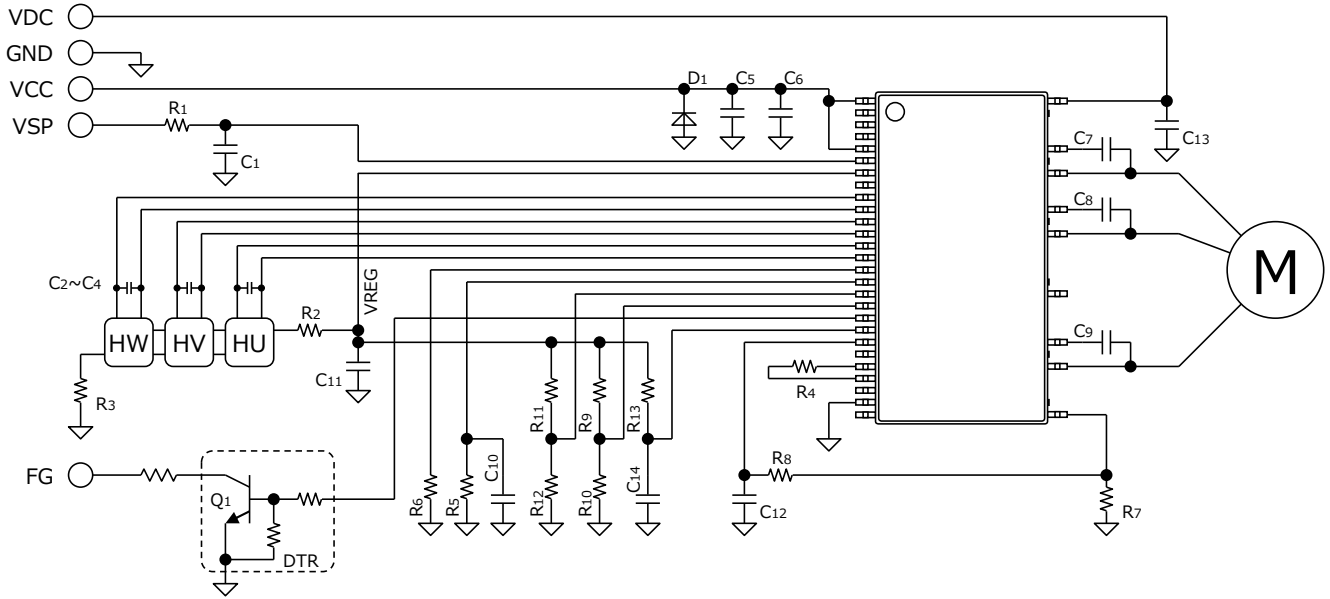 VDC
GND
VCC
VSP
R1
C1
D1
C5
C6
C13
C7
C8
C9
M
C2~C4
HW
HV
HU
R2
VREG
R3
C11
R4
R11
R9
R13
FG
Q1
DTR
R6
R5
C10
R12
R10
C14
R8
C12
R7